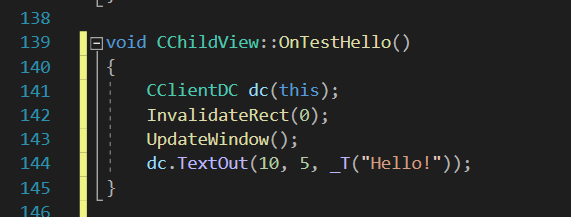 138
139 void CChildView::OnTestHello()
140 {
141 CClientDC dc(this);
142 InvalidateRect(0);
143 UpdateWindow();
144 dc.TextOut(10, 5, _T("Hello!"));
145 }
146